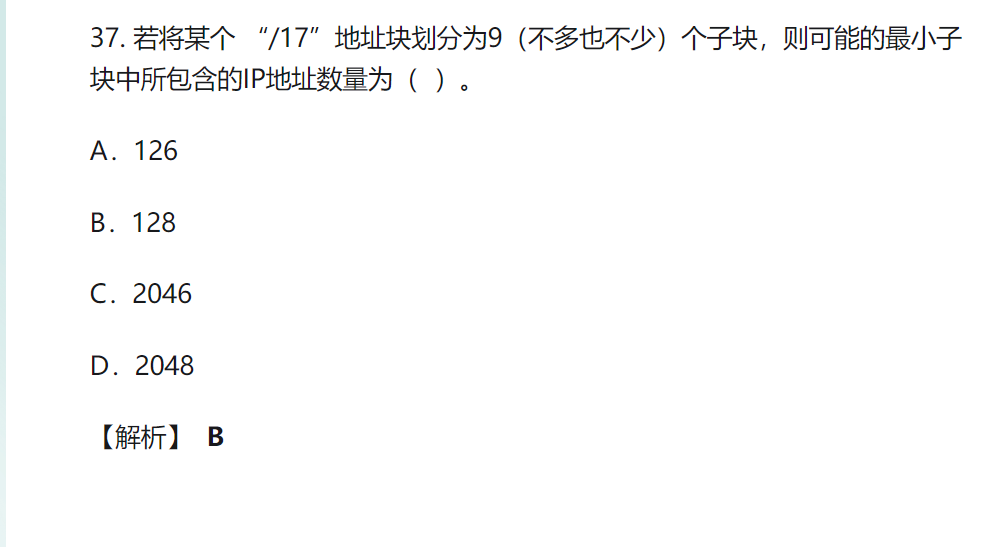 37. 若将某个 “/17” 地址块划分为9（不多也不少）个子块，则可能的最小子
块中所包含的IP地址数量为（ ）。
A．126
B．128
C．2046
D．2048
【解析】 B